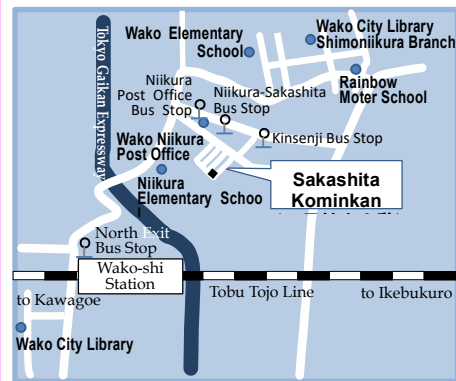 Tokyo Gaikan Expressway
Wako Elementary
School
Wako City Library
Shimoniikura Branch
Niikura
Post Office
Bus Stop
Niikura-Sakashita
Bus Stop
Rainbow
Moter School
Kinsenji Bus Stop
Wako Niikura
Post Office
Sakashita
Kominkan
Niikura
Elementary Schoo
l
North Exit
Bus Stop
Wako-shi
Station
to Kawagoe
Tobu Tojo Line
to Ikebukuro
Wako City Library